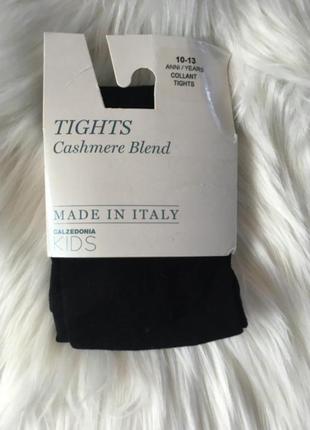 10-13
ANNI / YEARS
COLLANT
TIGHTS
TIGHTS
Cashmere Blend
MADE IN ITALY
CALZEDONIA
KIDS